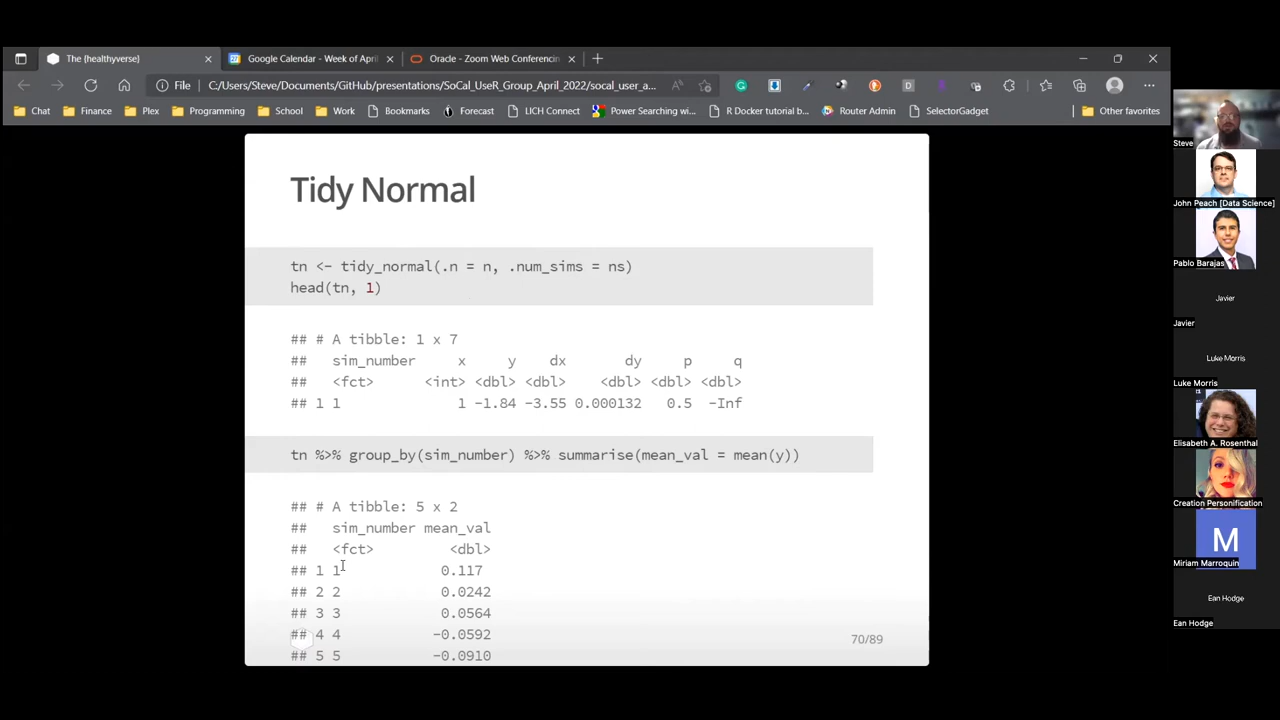 The {healthyverse}
Google Calendar - Week of April
Oracle - Zoom Web Conferencin
File
C:/Users/Steve/Documents/GitHub/presentations/SoCal_UseR_Group_April_2022/socal_user_a...
Chat
Finance
Plex
Programming
School
Work
Bookmarks
Forecast
LICH Connect
Power Searching wi...
R Docker tutorial b...
Router Admin
SelectorGadget
Other favorites
Tidy Normal
tn <- tidy_normal(.n = n, .num_sims = ns)
head(tn, 1)
## # A tibble: 1 x 7
## sim_number x y dx dy p q
## <fct> <int> <dbl> <dbl> <dbl> <dbl> <dbl>
## 1 1 1 -1.84 -3.55 0.000132 0.5 -Inf
tn %>% group_by(sim_number) %>% summarise(mean_val = mean(y))
## # A tibble: 5 x 2
## sim_number mean_val
## <fct> <dbl>
## 1 1 0.117
## 2 2 0.0242
## 3 3 0.0564
## 4 4 -0.0592
## 5 5 -0.0910
70/89
Steve
John Peach [Data Science]
Pablo Barajas
Javier
Javier
Luke Morris
Luke Morris
Elisabeth A. Rosenthal
Creation Personification
M
Miriam Marroquin
Ean Hodge
Ean Hodge